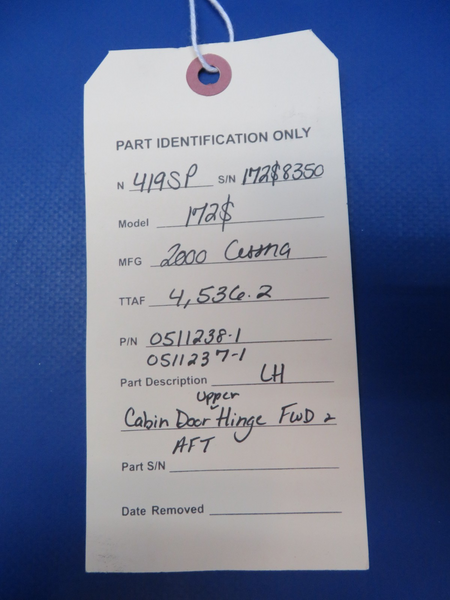 PART IDENTIFICATION ONLY
N 419SP S/N 172S8350
Model 172S
MFG 2000 Cessna
TTAF 4,536.2
P/N 0511238-1
0511237-1
Part Description LH
upper
Cabin Door Hinge FWD &
AFT
Part S/N
Date Removed